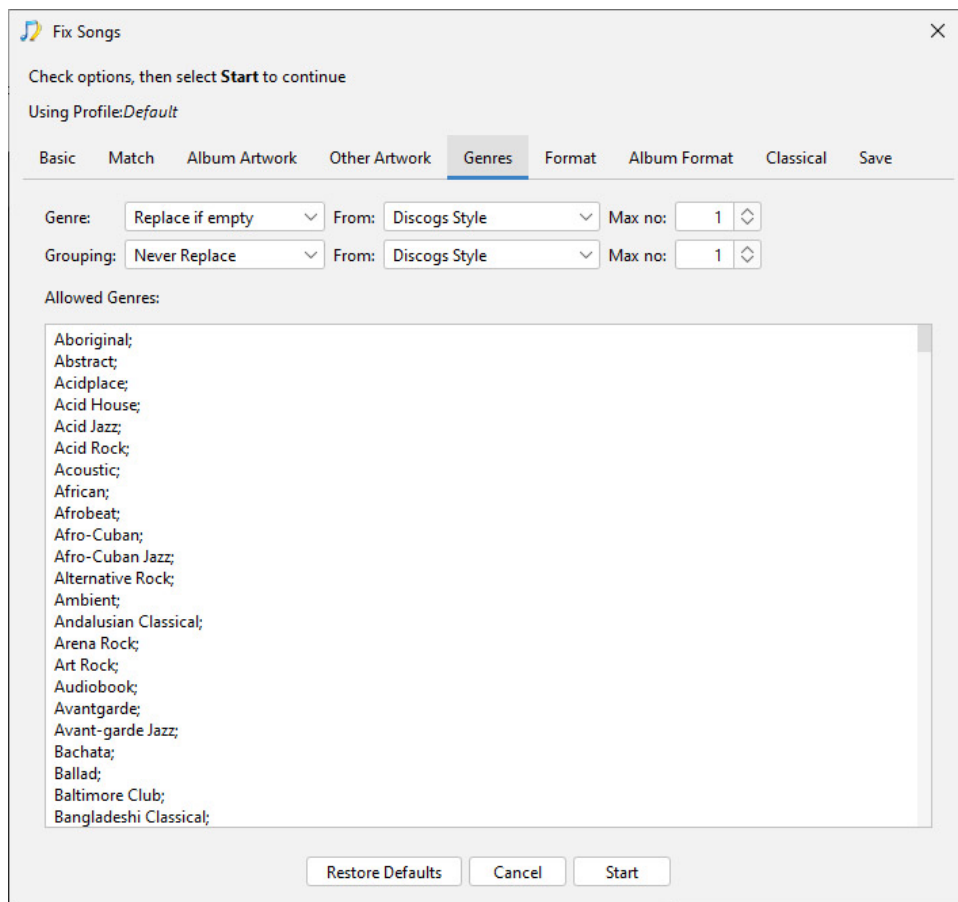 Fix Songs
Check options, then select Start to continue
Using Profile:Default
Basic Match Album Artwork Other Artwork Genres Format Album Format Classical Save
Genre: Replace if empty From: Discogs Style Max no: 1
Grouping: Never Replace From: Discogs Style Max no: 1
Allowed Genres:
Aboriginal;
Abstract;
Acidplace;
Acid House;
Acid Jazz;
Acid Rock;
Acoustic;
African;
Afrobeat;
Afro-Cuban;
Afro-Cuban Jazz;
Alternative Rock;
Ambient;
Andalusian Classical;
Arena Rock;
Art Rock;
Audiobook;
Avantgarde;
Avant-garde Jazz;
Bachata;
Ballad;
Baltimore Club;
Bangladeshi Classical;
Restore Defaults Cancel Start